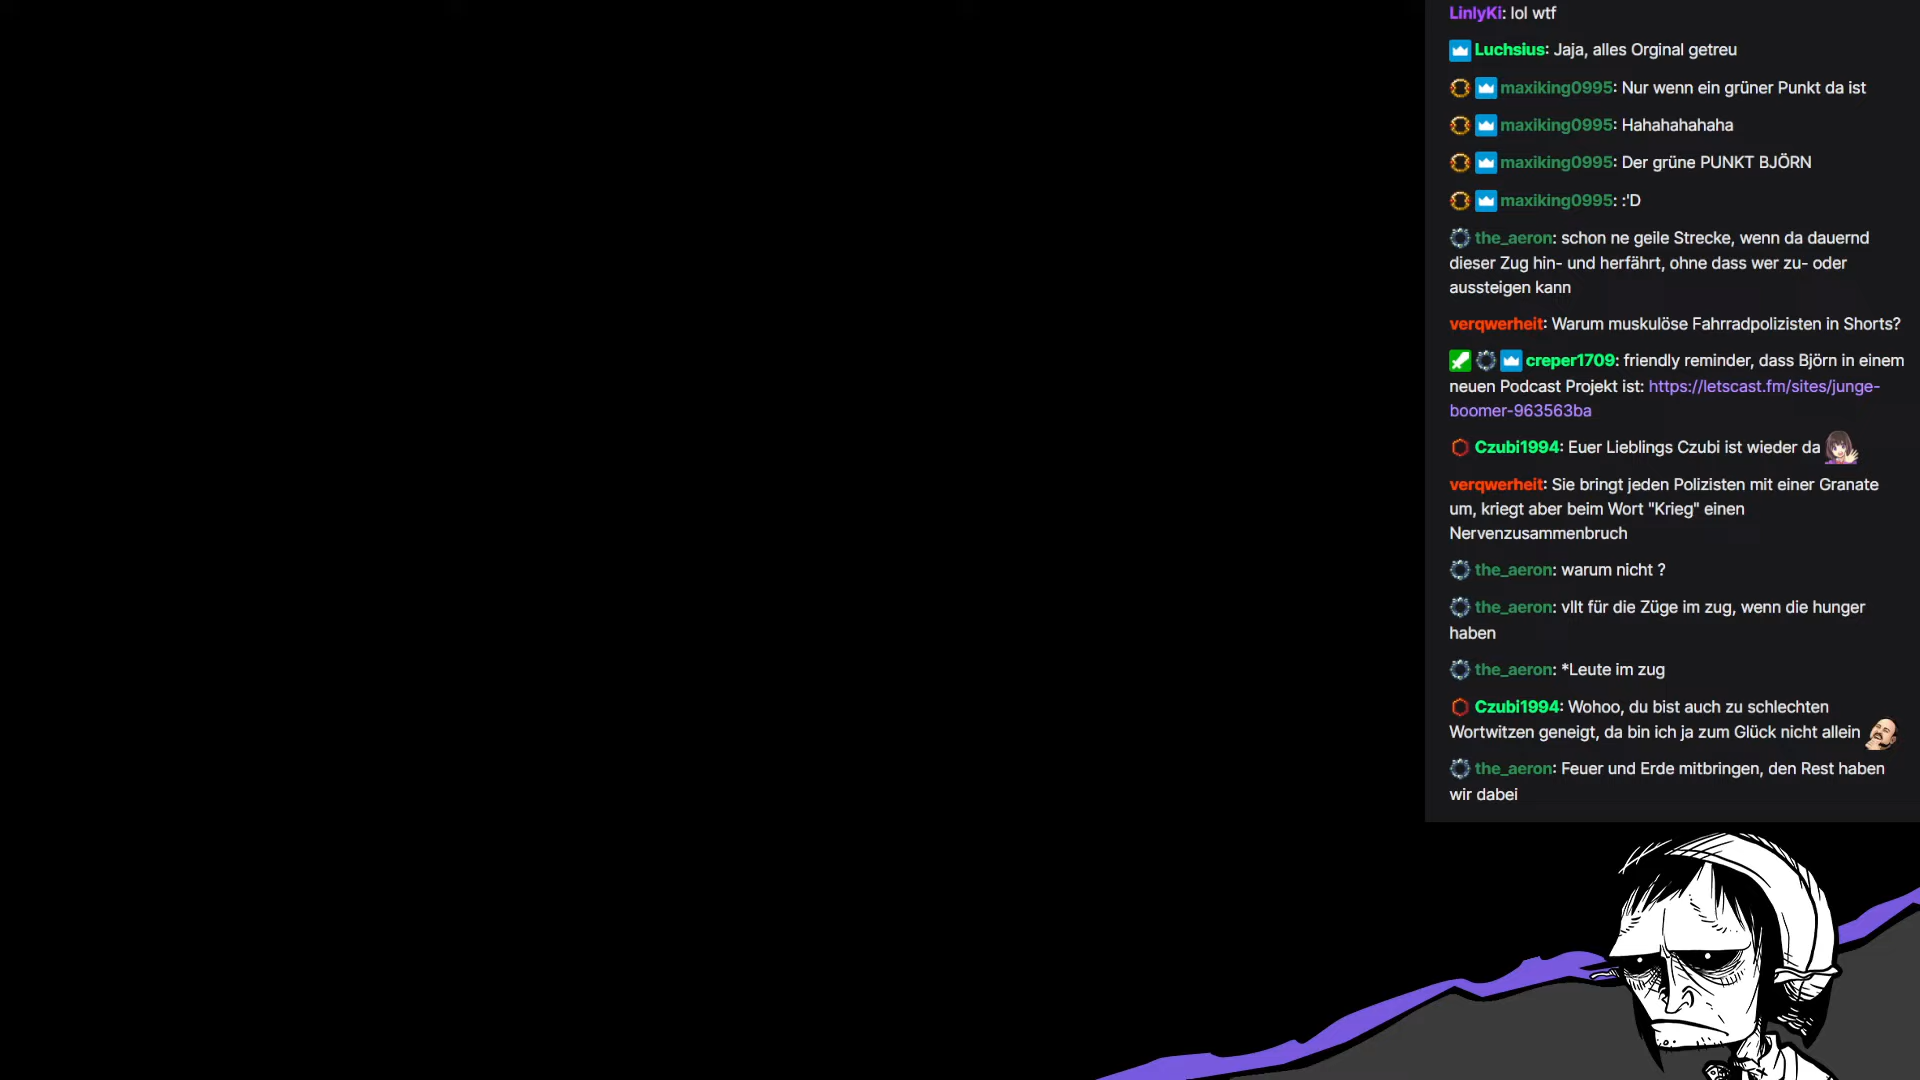 LinlyKi: lol wtf
Luchsius: Jaja, alles Orginal getreu
maxiking0995: Nur wenn ein grüner Punkt da ist
maxiking0995: Hahahahahaha
maxiking0995: Der grüne PUNKT BJÖRN
maxiking0995: :'D
the_aeron: schon ne geile Strecke, wenn da dauernd
dieser Zug hin- und herfährt, ohne dass wer zu- oder
aussteigen kann
verqwerheit: Warum muskulöse Fahrradpolizisten in Shorts?
creper1709: friendly reminder, dass Björn in einem
neuen Podcast Projekt ist: https://letscast.fm/sites/junge-
boomer-963563ba
Czubi1994: Euer Lieblings Czubi ist wieder da
verqwerheit: Sie bringt jeden Polizisten mit einer Granate
um, kriegt aber beim Wort "Krieg" einen
Nervenzusammenbruch
the_aeron: warum nicht ?
the_aeron: vllt für die Züge im zug, wenn die hunger
haben
the_aeron: *Leute im zug
Czubi1994: Wohoo, du bist auch zu schlechten
Wortwitzen geneigt, da bin ich ja zum Glück nicht allein
the_aeron: Feuer und Erde mitbringen, den Rest haben
wir dabei